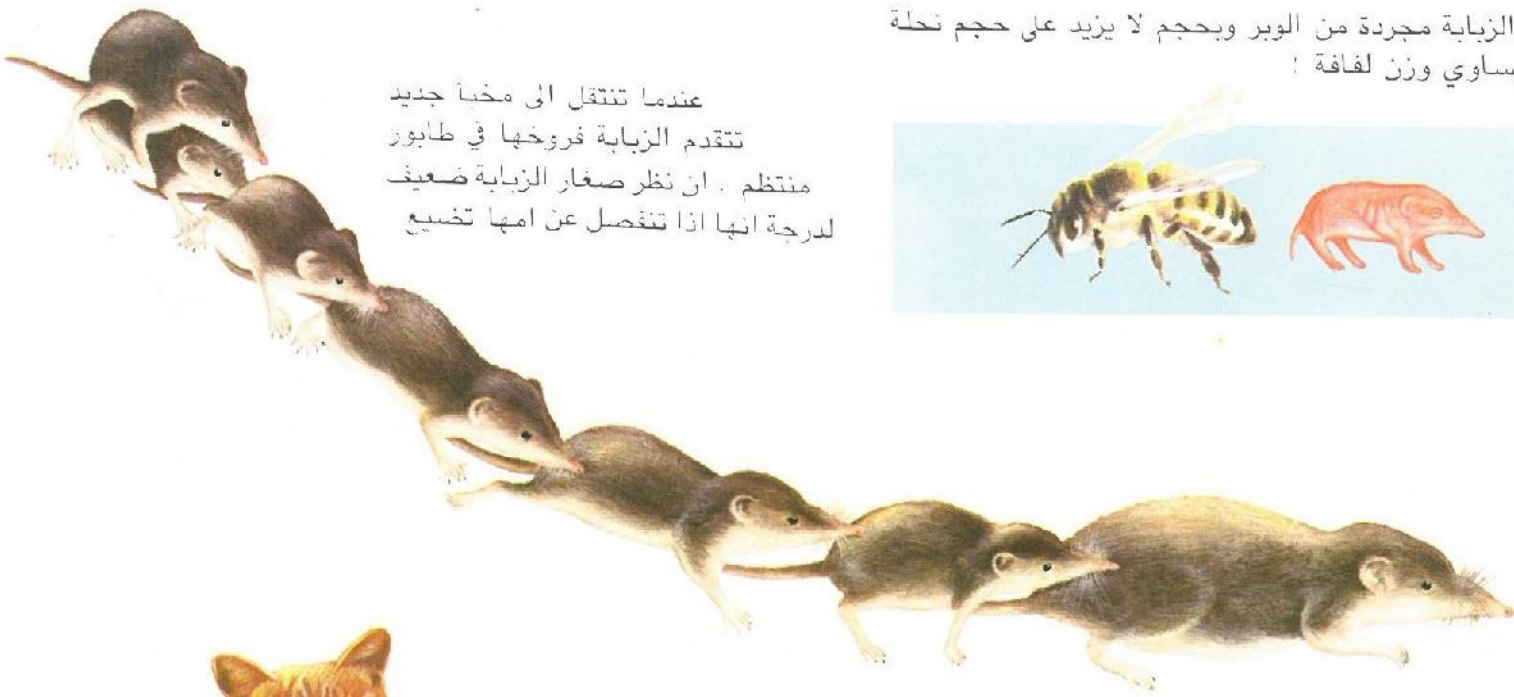 الزبابة مجردة من الوبر وبحجم لا يزيد على حجم نحلة
ساوي وزن لفافة !
عندما تنتقل الى مخبأ جديد
تتقدم الزبابة فروخها في طابور
منتظم . ان نظر صغار الزبابة ضعيف
لدرجة انها اذا تنفصل عن امها تضيع